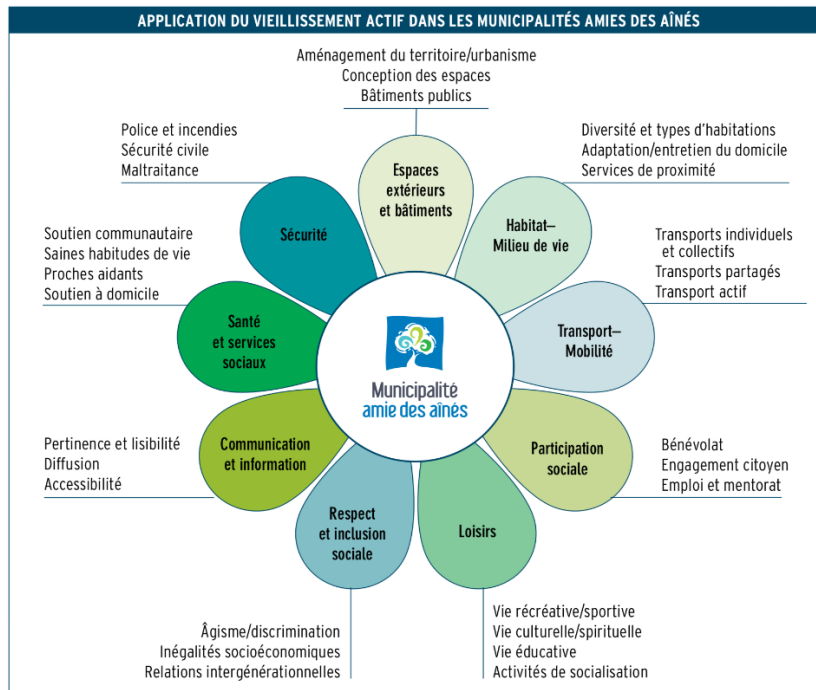 APPLICATION DU VIEILLISSEMENT ACTIF DANS LES MUNICIPALITÉS AMIES DES AÎNÉS
Aménagement du territoire/urbanisme
Conception des espaces
Bâtiments publics
Espaces
extérieurs
et bâtiments
Diversité et types d'habitations
Adaptation/entretien du domicile
Services de proximité
Habitat–
Milieu de vie
Transports individuels
et collectifs
Transports partagés
Transport actif
Transport–
Mobilité
Bénévolat
Engagement citoyen
Emploi et mentorat
Participation
sociale
Vie récréative/sportive
Vie culturelle/spirituelle
Vie éducative
Activités de socialisation
Loisirs
Âgisme/discrimination
Inégalités socioéconomiques
Relations intergénérationnelles
Respect
et inclusion
sociale
Pertinence et lisibilité
Diffusion
Accessibilité
Communication
et information
Soutien communautaire
Saines habitudes de vie
Proches aidants
Soutien à domicile
Santé
et services
sociaux
Police et incendies
Sécurité civile
Maltraitance
Sécurité
Municipalité
amie des aînés